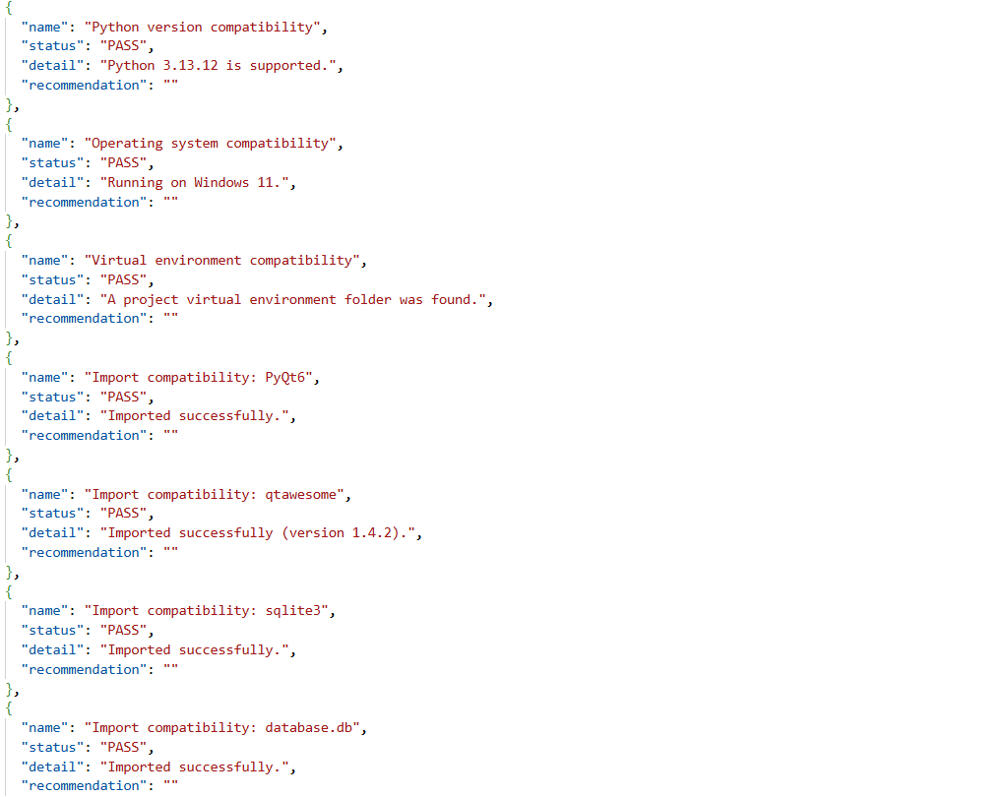 {
"name": "Python version compatibility",
"status": "PASS",
"detail": "Python 3.13.12 is supported.",
"recommendation": ""
},
{
"name": "Operating system compatibility",
"status": "PASS",
"detail": "Running on Windows 11.",
"recommendation": ""
},
{
"name": "Virtual environment compatibility",
"status": "PASS",
"detail": "A project virtual environment folder was found.",
"recommendation": ""
},
{
"name": "Import compatibility: PyQt6",
"status": "PASS",
"detail": "Imported successfully.",
"recommendation": ""
},
{
"name": "Import compatibility: qtawesome",
"status": "PASS",
"detail": "Imported successfully (version 1.4.2).",
"recommendation": ""
},
{
"name": "Import compatibility: sqlite3",
"status": "PASS",
"detail": "Imported successfully.",
"recommendation": ""
},
{
"name": "Import compatibility: database.db",
"status": "PASS",
"detail": "Imported successfully.",
"recommendation": ""